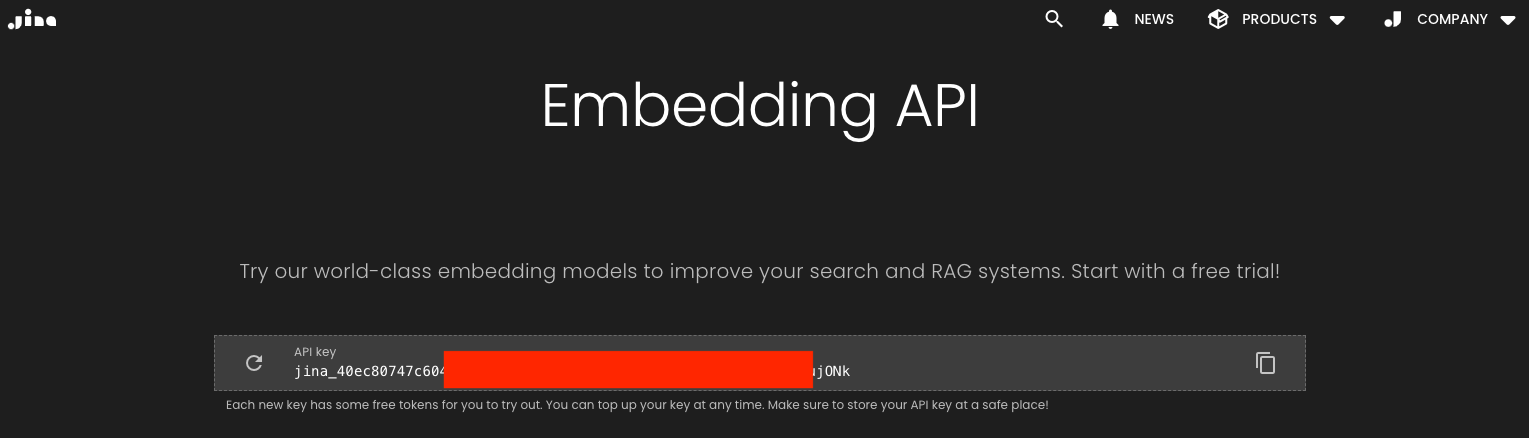 Jina
NEWS
PRODUCTS
COMPANY
Embedding API
Try our world-class embedding models to improve your search and RAG systems. Start with a free trial!
API key
jina_40ec80747c604 ujONk
Each new key has some free tokens for you to try out. You can top up your key at any time. Make sure to store your API key at a safe place!